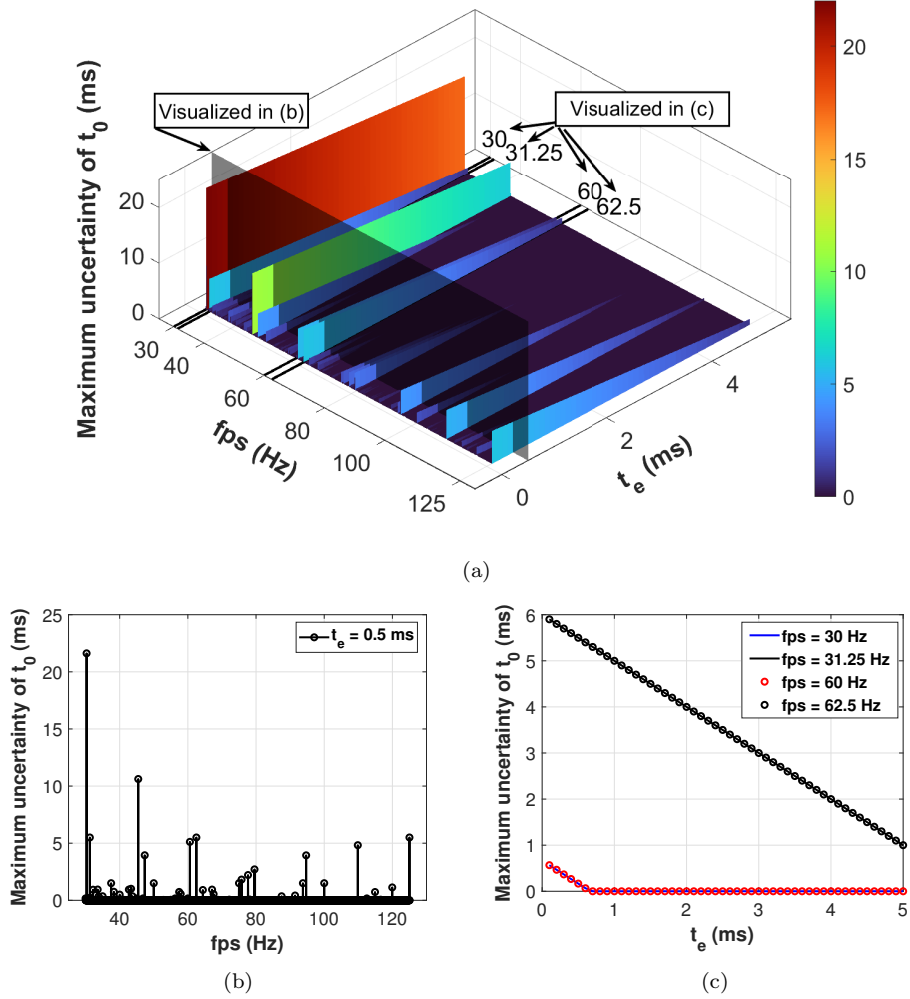 Maximum uncertainty of t0 (ms)
20
10
0
30
40
60
80
100
125
fps (Hz)
0
2
4
te (ms)
Visualized in (b)
Visualized in (c)
30
31.25
60
62.5
20
15
10
5
0
(a)
Maximum uncertainty of t0 (ms)
25
20
15
10
5
0
40
60
80
100
120
fps (Hz)
te = 0.5 ms
(b)
Maximum uncertainty of t0 (ms)
6
5
4
3
2
1
0
0
1
2
3
4
5
te (ms)
fps = 30 Hz
fps = 31.25 Hz
fps = 60 Hz
fps = 62.5 Hz
(c)